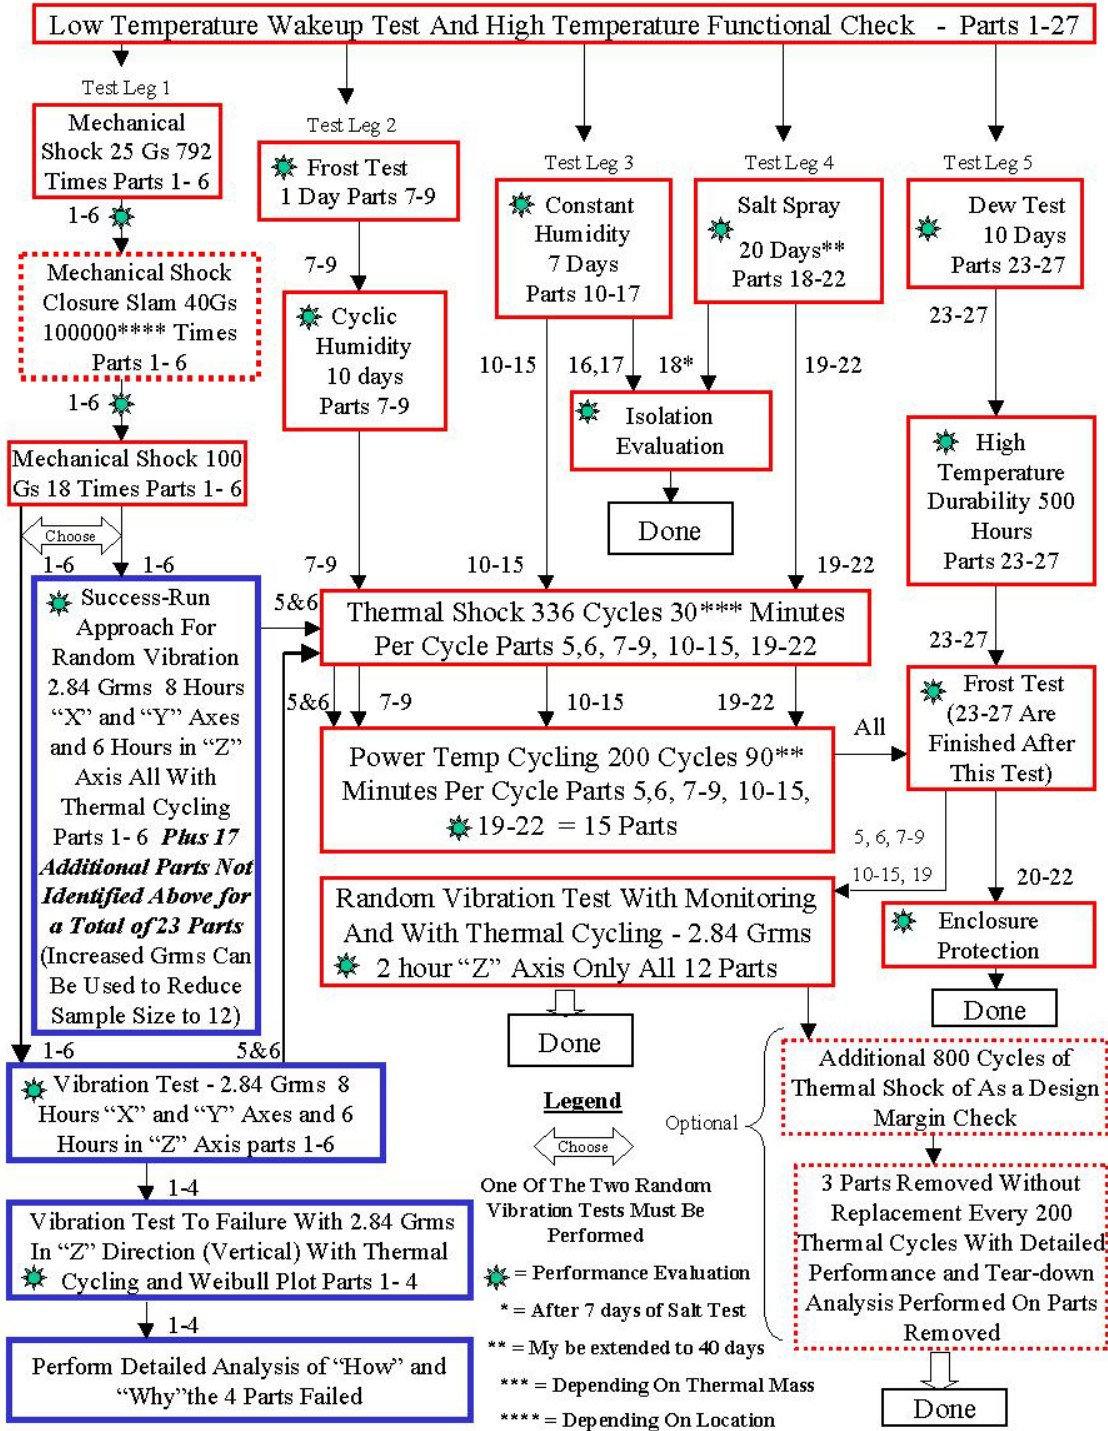 Low Temperature Wakeup Test And High Temperature Functional Check - Parts 1-27
Test Leg 1
Mechanical
Shock 25 Gs 792
Times Parts 1- 6
1-6
Mechanical Shock
Closure Slam 40Gs
100000**** Times
Parts 1- 6
1-6
Mechanical Shock 100
Gs 18 Times Parts 1- 6
Choose
1-6
1-6
Success-Run
Approach For
Random Vibration
2.84 Grms 8 Hours
“X” and “Y” Axes
and 6 Hours in “Z”
Axis All With
Thermal Cycling
Parts 1- 6 Plus 17
Additional Parts Not
Identified Above for
a Total of 23 Parts
(Increased Grms Can
Be Used to Reduce
Sample Size to 12)
1-6
5&6
Vibration Test - 2.84 Grms 8
Hours “X” and “Y” Axes and 6
Hours in “Z” Axis parts 1-6
1-4
Vibration Test To Failure With 2.84 Grms
In “Z” Direction (Vertical) With Thermal
Cycling and Weibull Plot Parts 1- 4
1-4
Perform Detailed Analysis of “How” and
“Why”the 4 Parts Failed
Test Leg 2
Frost Test
1 Day Parts 7-9
7-9
Cyclic
Humidity
10 days
Parts 7-9
7-9
Test Leg 3
Constant
Humidity
7 Days
Parts 10-17
10-15
16,17
Test Leg 4
Salt Spray
20 Days**
Parts 18-22
18*
19-22
Isolation
Evaluation
Done
10-15
19-22
5&6
Thermal Shock 336 Cycles 30*** Minutes
Per Cycle Parts 5,6, 7-9, 10-15, 19-22
5&6
7-9
10-15
19-22
Power Temp Cycling 200 Cycles 90**
Minutes Per Cycle Parts 5,6, 7-9, 10-15,
19-22 = 15 Parts
All
Test Leg 5
Dew Test
10 Days
Parts 23-27
23-27
High
Temperature
Durability 500
Hours
Parts 23-27
23-27
Frost Test
(23-27 Are
Finished After
This Test)
5, 6, 7-9
10-15, 19
20-22
Enclosure
Protection
Done
Random Vibration Test With Monitoring
And With Thermal Cycling - 2.84 Grms
2 hour “Z” Axis Only All 12 Parts
Done
Optional
Additional 800 Cycles of
Thermal Shock of As a Design
Margin Check
3 Parts Removed Without
Replacement Every 200
Thermal Cycles With Detailed
Performance and Tear-down
Analysis Performed On Parts
Removed
Done
Legend
Choose
One Of The Two Random
Vibration Tests Must Be
Performed
= Performance Evaluation
* = After 7 days of Salt Test
** = My be extended to 40 days
*** = Depending On Thermal Mass
**** = Depending On Location